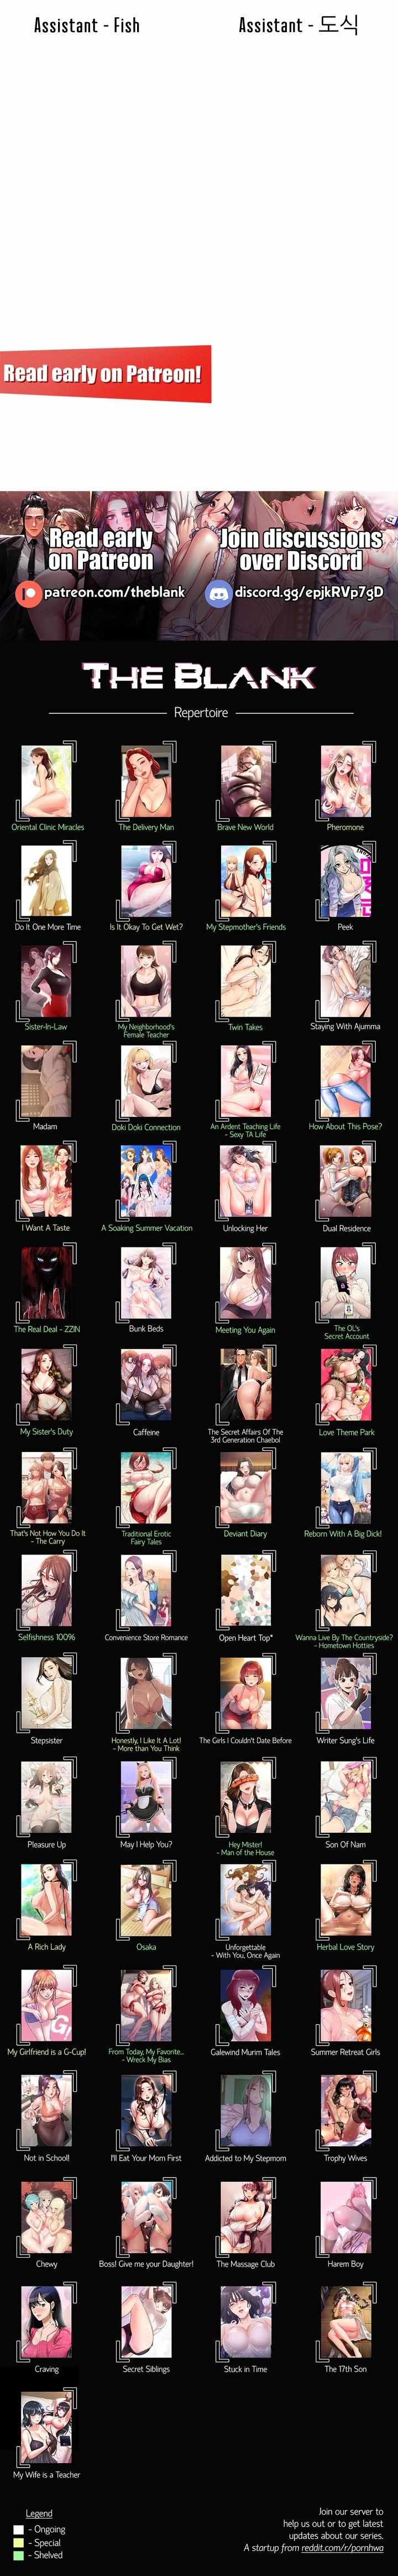 Assistant - Fish
Assistant - 도식
Read early on Patreon!
Read early
on Patreon
patreon.com/theblank
Join discussions
over Discord
discord.gg/epjkRVp7gD
THE BLANK
Repertoire
Oriental Clinic Miracles
The Delivery Man
Brave New World
Pheromone
Do It One More Time
Is It Okay To Get Wet?
My Stepmother's Friends
Peek
Sister-In-Law
My Neighborhood's
Female Teacher
Twin Takes
Staying With Ajumma
Madam
Doki Doki Connection
An Ardent Teaching Life
- Sexy TA Life
How About This Pose?
I Want A Taste
A Soaking Summer Vacation
Unlocking Her
Dual Residence
The Real Deal - ZZIN
Bunk Beds
Meeting You Again
The OL's
Secret Account
My Sister's Duty
Caffeine
The Secret Affairs Of The
3rd Generation Chaebol
Love Theme Park
That's Not How You Do It
- The Carry
Traditional Erotic
Fairy Tales
Deviant Diary
Reborn With A Big Dick!
Selfishness 100%
Convenience Store Romance
Open Heart Top*
Wanna Live By The Countryside?
- Hometown Hotties
Stepsister
Honestly, I Like It A Lot!
- More than You Think
The Girls I Couldn't Date Before
Writer Sung's Life
Pleasure Up
May I Help You?
Hey Mister!
- Man of the House
Son Of Nam
A Rich Lady
Osaka
Unforgettable
- With You, Once Again
Herbal Love Story
My Girlfriend is a G-Cup!
From Today, My Favorite...
- Wreck My Bias
Galewind Murim Tales
Summer Retreat Girls
Not in School!
I'll Eat Your Mom First
Addicted to My Stepmom
Trophy Wives
Chewy
Boss! Give me your Daughter!
The Massage Club
Harem Boy
Craving
Secret Siblings
Stuck in Time
The 17th Son
My Wife is a Teacher
Legend
- Ongoing
- Special
- Shelved
Join our server to
help us out or to get latest
updates about our series.
A startup from reddit.com/r/pornhwa